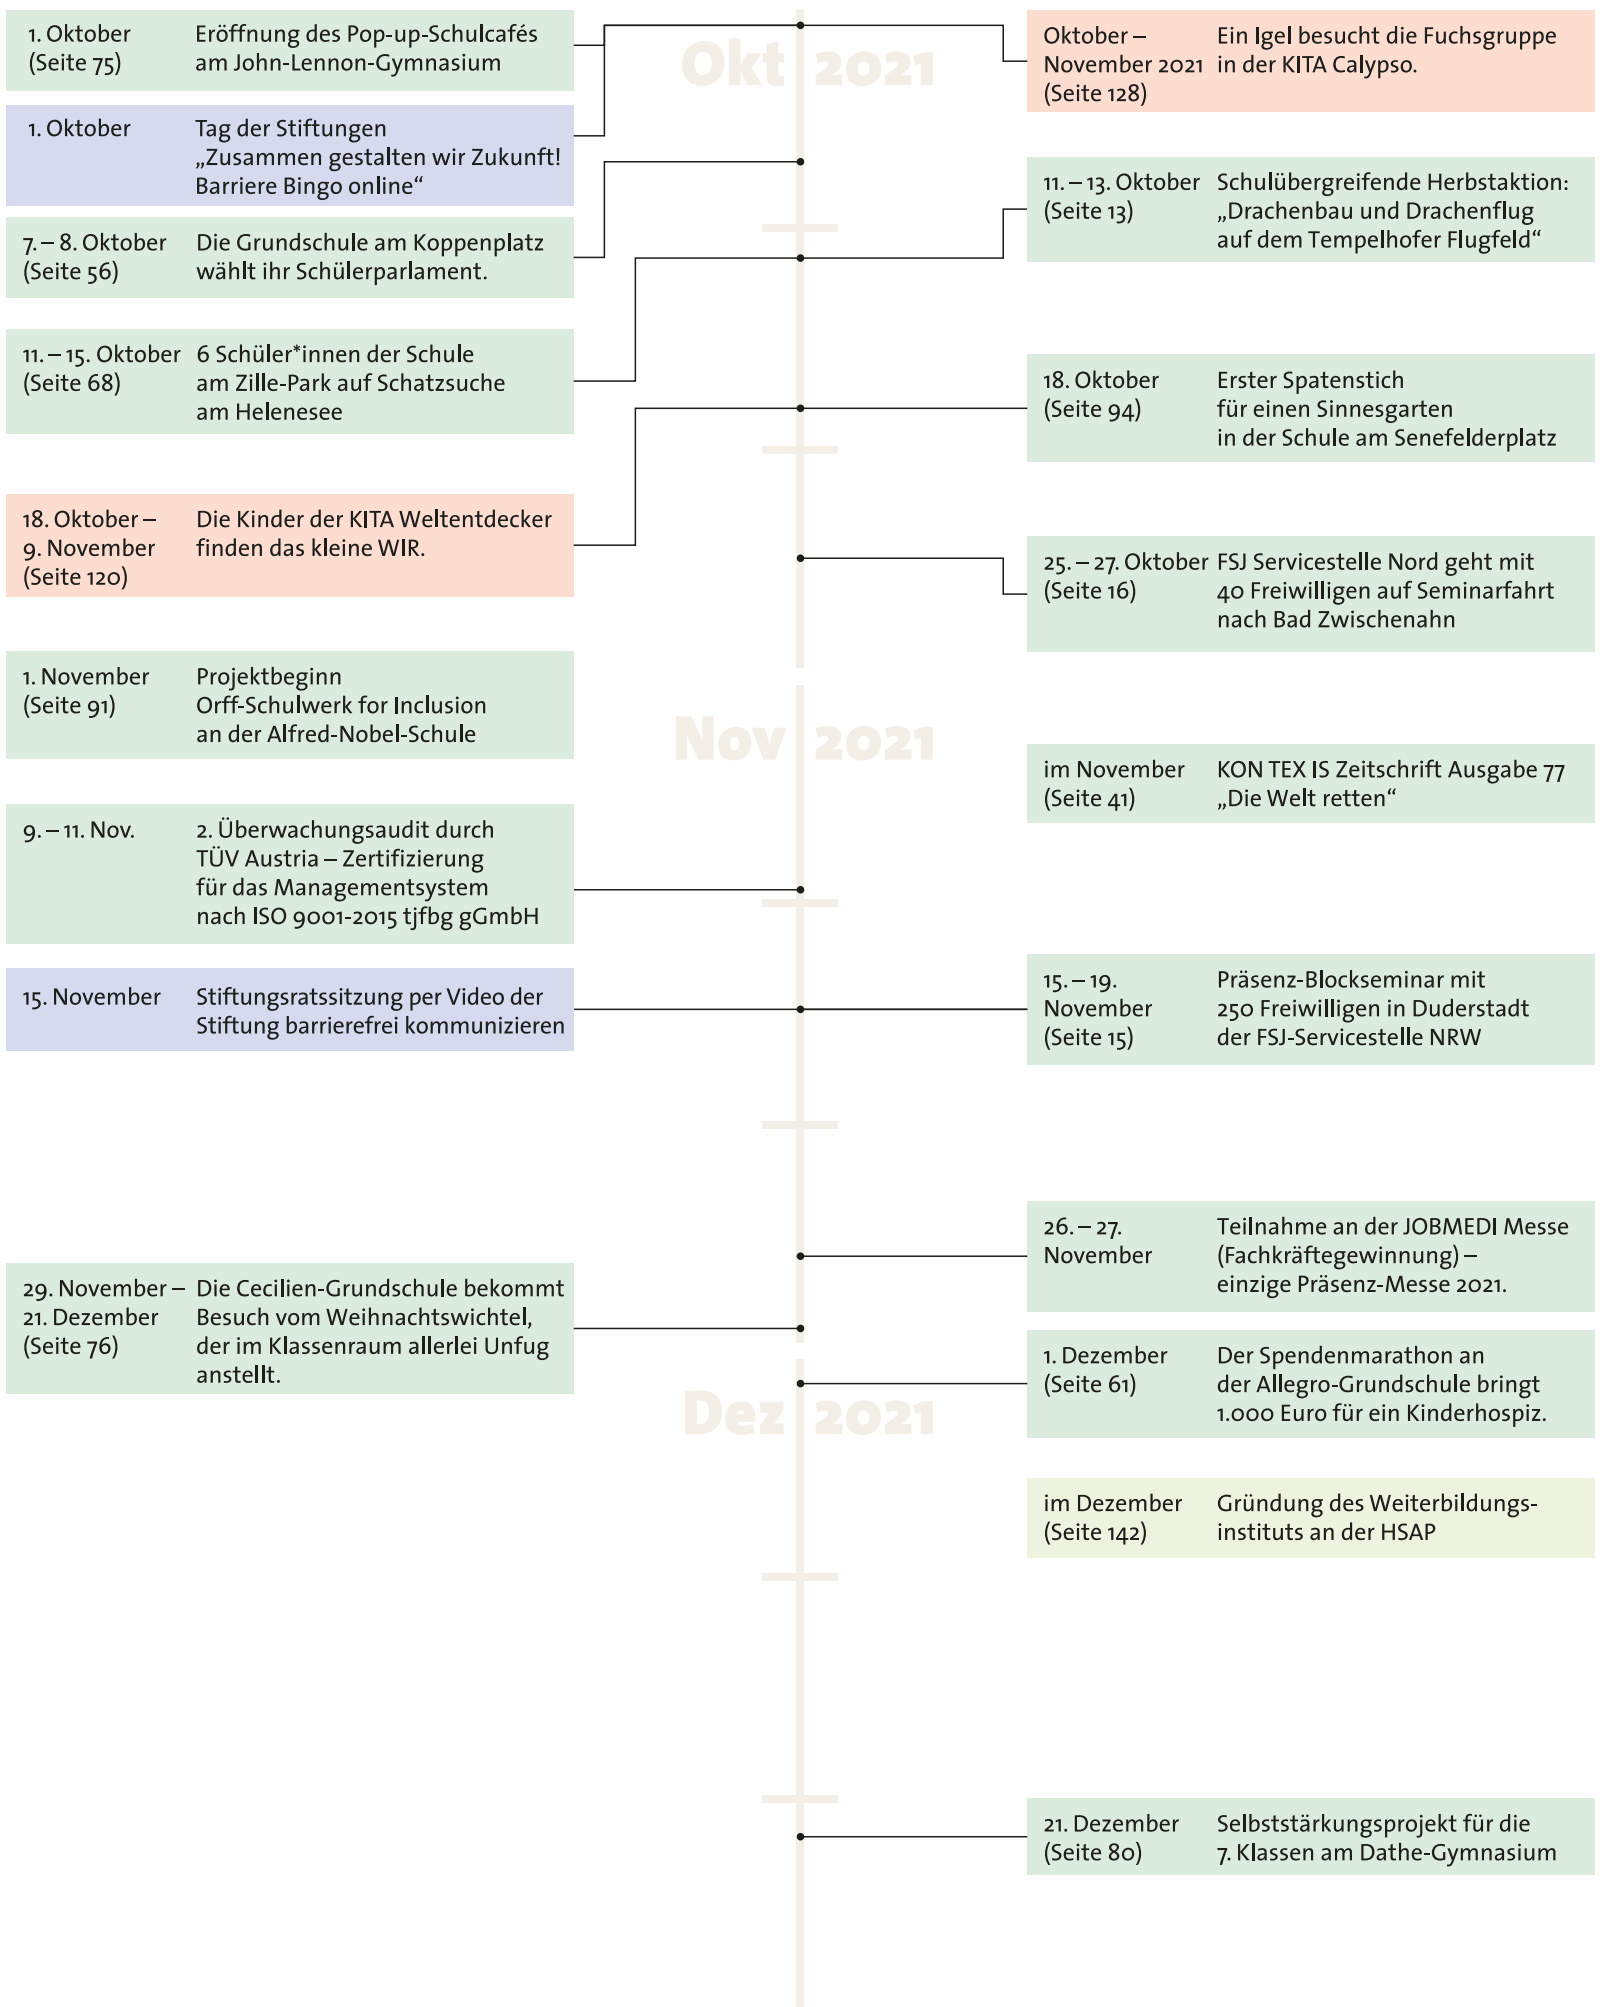 1. Oktober
(Seite 75)
Eröffnung des Pop-up-Schulcafés
am John-Lennon-Gymnasium
1. Oktober
Tag der Stiftungen
„Zusammen gestalten wir Zukunft!
Barriere Bingo online“
7. – 8. Oktober
(Seite 56)
Die Grundschule am Koppenplatz
wählt ihr Schülerparlament.
11. – 15. Oktober
(Seite 68)
6 Schüler*innen der Schule
am Zille-Park auf Schatzsuche
am Helenesee
18. Oktober –
9. November
(Seite 120)
Die Kinder der KITA Weltentdecker
finden das kleine WIR.
Okt 2021
Oktober –
November 2021
(Seite 128)
Ein Igel besucht die Fuchsgruppe
in der KITA Calypso.
11. – 13. Oktober
(Seite 13)
Schulübergreifende Herbstaktion:
„Drachenbau und Drachenflug
auf dem Tempelhofer Flugfeld“
18. Oktober
(Seite 94)
Erster Spatenstich
für einen Sinnesgarten
in der Schule am Senefelderplatz
25. – 27. Oktober
(Seite 16)
FSJ Servicestelle Nord geht mit
40 Freiwilligen auf Seminarfahrt
nach Bad Zwischenahn
1. November
(Seite 91)
Projektbeginn
Orff-Schulwerk for Inclusion
an der Alfred-Nobel-Schule
9. – 11. Nov.
2. Überwachungsaudit durch
TÜV Austria – Zertifizierung
für das Managementsystem
nach ISO 9001-2015 tjfbg gGmbH
15. November
Stiftungsratssitzung per Video der
Stiftung barrierefrei kommunizieren
29. November –
21. Dezember
(Seite 76)
Die Cecilien-Grundschule bekommt
Besuch vom Weihnachtswichtel,
der im Klassenraum allerlei Unfug
anstellt.
Nov 2021
im November
(Seite 41)
KON TEX IS Zeitschrift Ausgabe 77
„Die Welt retten“
15. – 19.
November
(Seite 15)
Präsenz-Blockseminar mit
250 Freiwilligen in Duderstadt
der FSJ-Servicestelle NRW
26. – 27.
November
Teilnahme an der JOBMEDI Messe
(Fachkräftegewinnung) –
einzige Präsenz-Messe 2021.
Dez 2021
1. Dezember
(Seite 61)
Der Spendenmarathon an
der Allegro-Grundschule bringt
1.000 Euro für ein Kinderhospiz.
im Dezember
(Seite 142)
Gründung des Weiterbildungs-
instituts an der HSAP
21. Dezember
(Seite 80)
Selbststärkungsprojekt für die
7. Klassen am Dathe-Gymnasium